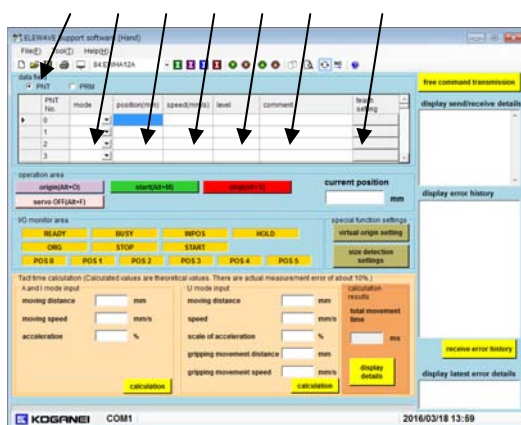 ELEWAVE Support software (Hand)
File(F) Tool(T) Help(H)
data field
PNT PRM
PNT No. mode position(mm) speed(mm/s) level comment teach setting
0
1
2
3
operation area
origin(Alt+O) start(Alt+M) stop(Alt+S)
servo OFF(Alt+F)
current position
mm
I/O monitor area
READY BUSY INPOS HOLD
ORG STOP START
POS 0 POS 1 POS 2 POS 3 POS 4 POS 5
special function settings
virtual origin setting
size detection settings
Tact time calculation (Calculated values are theoretical values. There are actual measurement error of about 10%.)
A and I mode input
moving distance mm
moving speed mm/s
acceleration %
calculation
U mode input
moving distance mm
speed mm/s
scale of acceleration %
gripping movement distance mm
gripping movement speed mm/s
calculation
calculation results
total movement time
ms
display details
free command transmission
display send/receive details
display error history
receive error history
display latest error details
KOGANEI COM1 2016/03/18 13:59